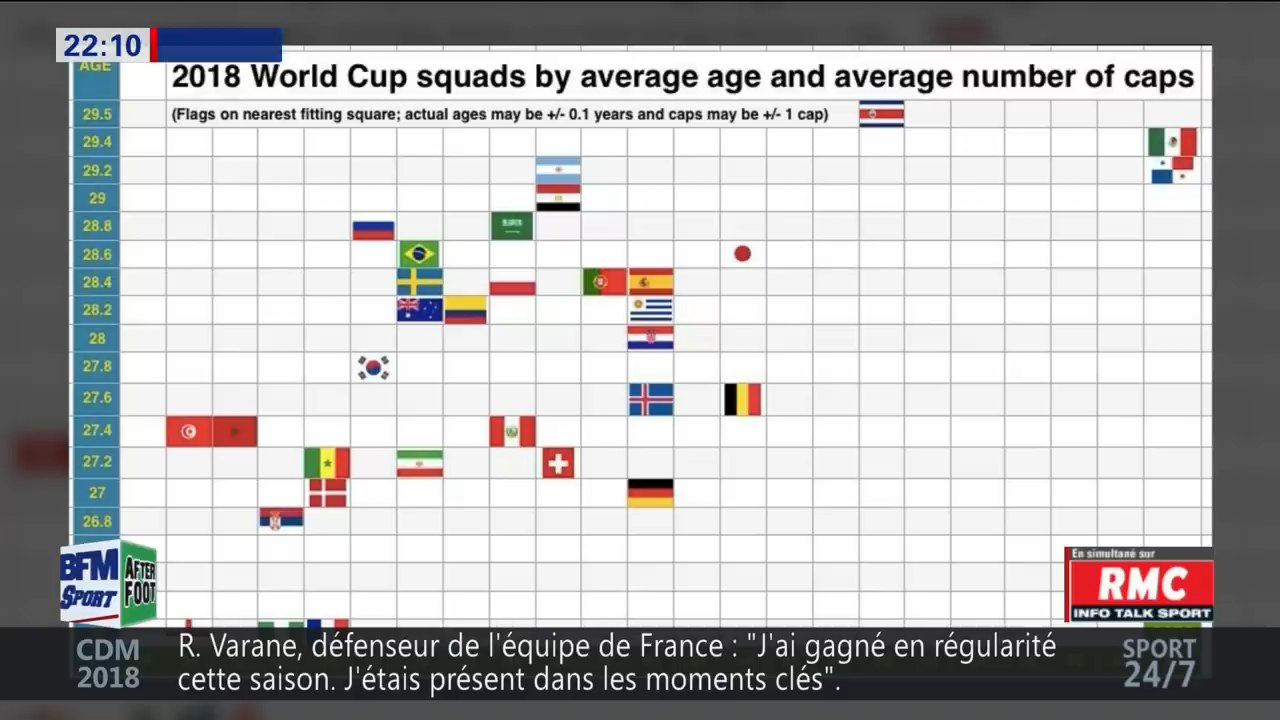 22:10
AGE
2018 World Cup squads by average age and average number of caps
29.5
(Flags on nearest fitting square; actual ages may be +/- 0.1 years and caps may be +/- 1 cap)
29.4
29.2
29
28.8
28.6
28.4
28.2
28
27.8
27.6
27.4
27.2
27
26.8
BFM
SPORT
AFTER
FOOT
En simultané sur
RMC
INFO TALK SPORT
CDM
2018
R. Varane, défenseur de l'équipe de France : "J'ai gagné en régularité
cette saison. J'étais présent dans les moments clés".
SPORT
24/7